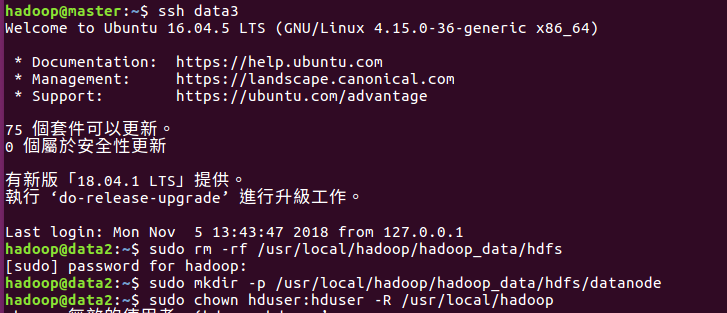 hadoop@master:~$ ssh data3
Welcome to Ubuntu 16.04.5 LTS (GNU/Linux 4.15.0-36-generic x86_64)
* Documentation:  https://help.ubuntu.com
* Management:     https://landscape.canonical.com
* Support:        https://ubuntu.com/advantage
75 個套件可以更新。
0 個屬於安全性更新
有新版「18.04.1 LTS」提供。
執行 ‘do-release-upgrade’ 進行升級工作。
Last login: Mon Nov  5 13:43:47 2018 from 127.0.0.1
hadoop@data2:~$ sudo rm -rf /usr/local/hadoop/hadoop_data/hdfs
[sudo] password for hadoop:
hadoop@data2:~$ sudo mkdir -p /usr/local/hadoop/hadoop_data/hdfs/datanode
hadoop@data2:~$ sudo chown hduser:hduser -R /usr/local/hadoop